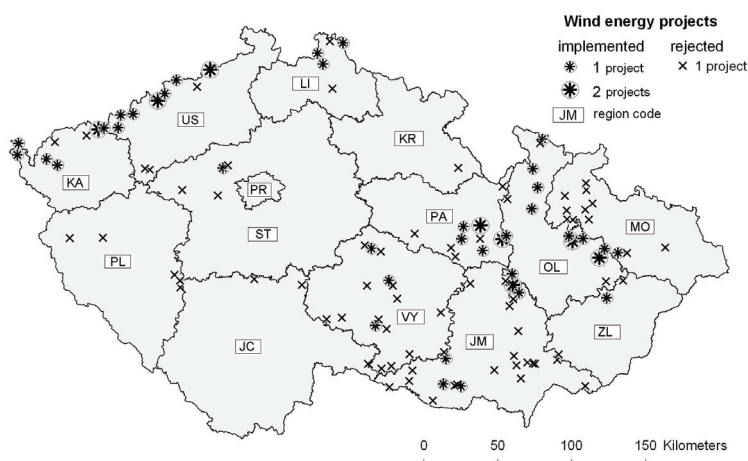 Wind energy projects
implemented rejected
1 project 1 project
2 projects
JM region code
LI
US
KR
KA
PR
PA
MO
ST
PL
OL
VY
JC
JM
ZL
0 50 100 150 Kilometers